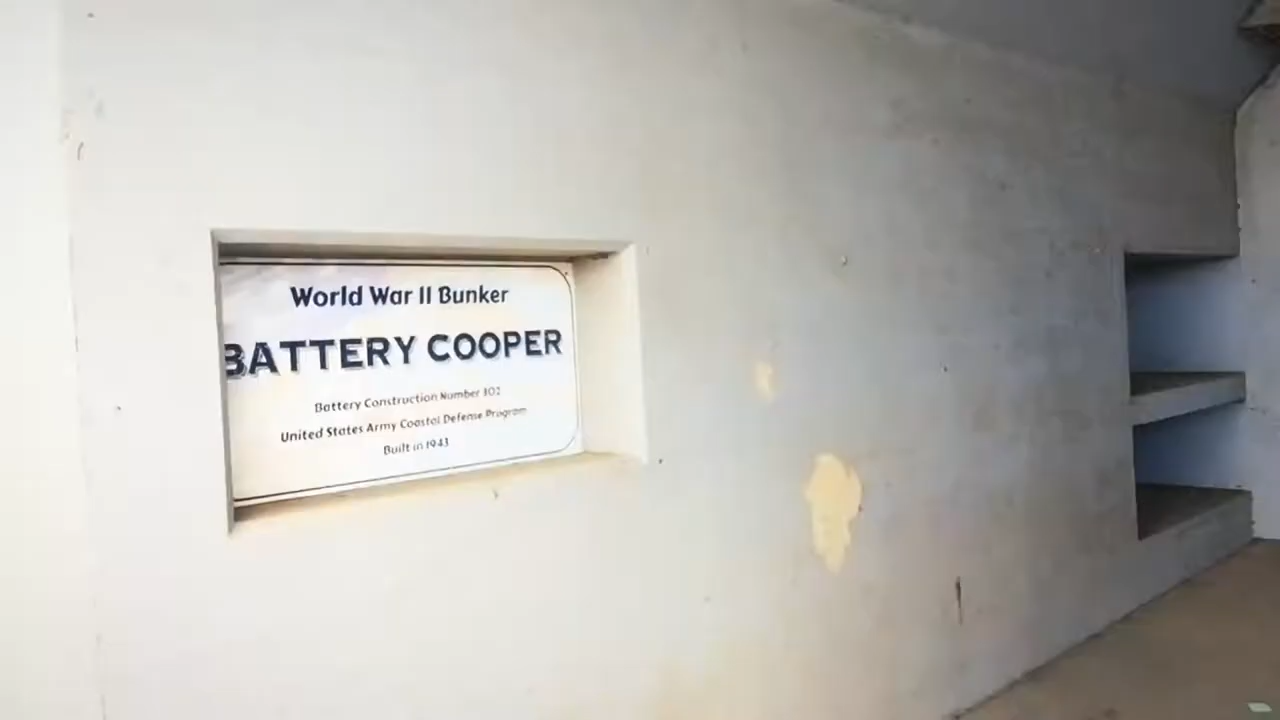 World War II Bunker
BATTERY COOPER
Battery Construction Number 302
United States Army Coastal Defense Program
Built in 1943